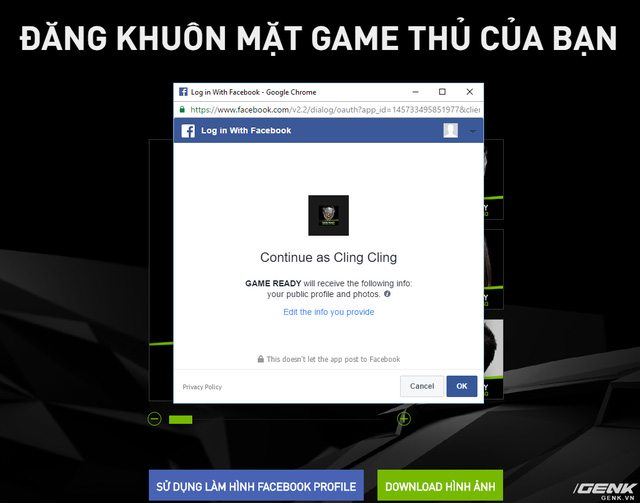 ĐĂNG KHUÔN MẶT GAME THỦ CỦA BẠN
Log in With Facebook - Google Chrome
https://www.facebook.com/v2.2/dialog/oauth?app_id=145733495851977&clien
Log in With Facebook
Continue as Cling Cling
GAME READY will receive the following info:
your public profile and photos.
Edit the info you provide
This doesn't let the app post to Facebook
Privacy Policy
Cancel
OK
SỬ DỤNG LÀM HÌNH FACEBOOK PROFILE
DOWNLOAD HÌNH ẢNH
GENK
GENK.VN